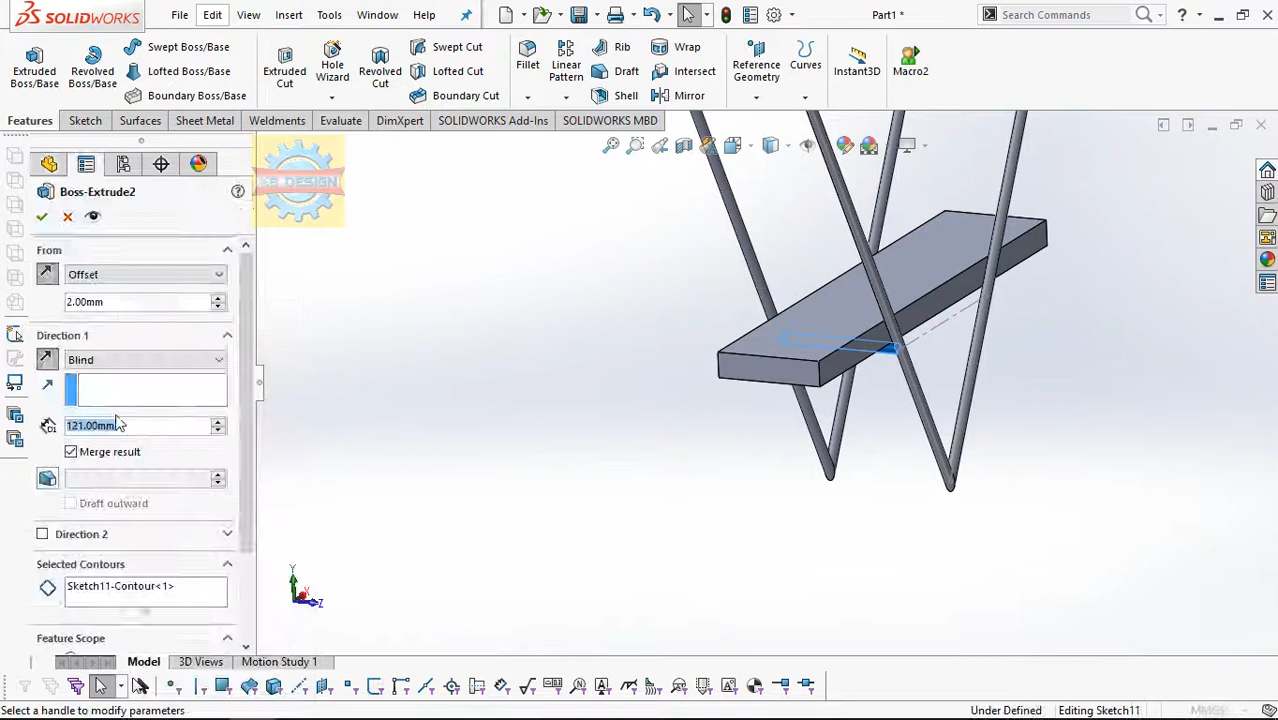 SOLIDWORKS
File
Edit
View
Insert
Tools
Window
Help
Part1 *
Search Commands
?
Extruded
Boss/Base
Revolved
Boss/Base
Swept Boss/Base
Lofted Boss/Base
Boundary Boss/Base
Extruded
Cut
Hole
Wizard
Revolved
Cut
Swept Cut
Lofted Cut
Boundary Cut
Fillet
Linear
Pattern
Rib
Draft
Shell
Wrap
Intersect
Mirror
Reference
Geometry
Curves
Instant3D
Macro2
Features
Sketch
Surfaces
Sheet Metal
Weldments
Evaluate
DimXpert
SOLIDWORKS Add-Ins
SOLIDWORKS MBD
Boss-Extrude2
?
From
Offset
2.00mm
Direction 1
Blind
D1
121.00mm
Merge result
Draft outward
Direction 2
Selected Contours
Sketch11-Contour<1>
Feature Scope
Y
X
Z
Model
3D Views
Motion Study 1
Select a handle to modify parameters
Under Defined
Editing Sketch11
MMGS